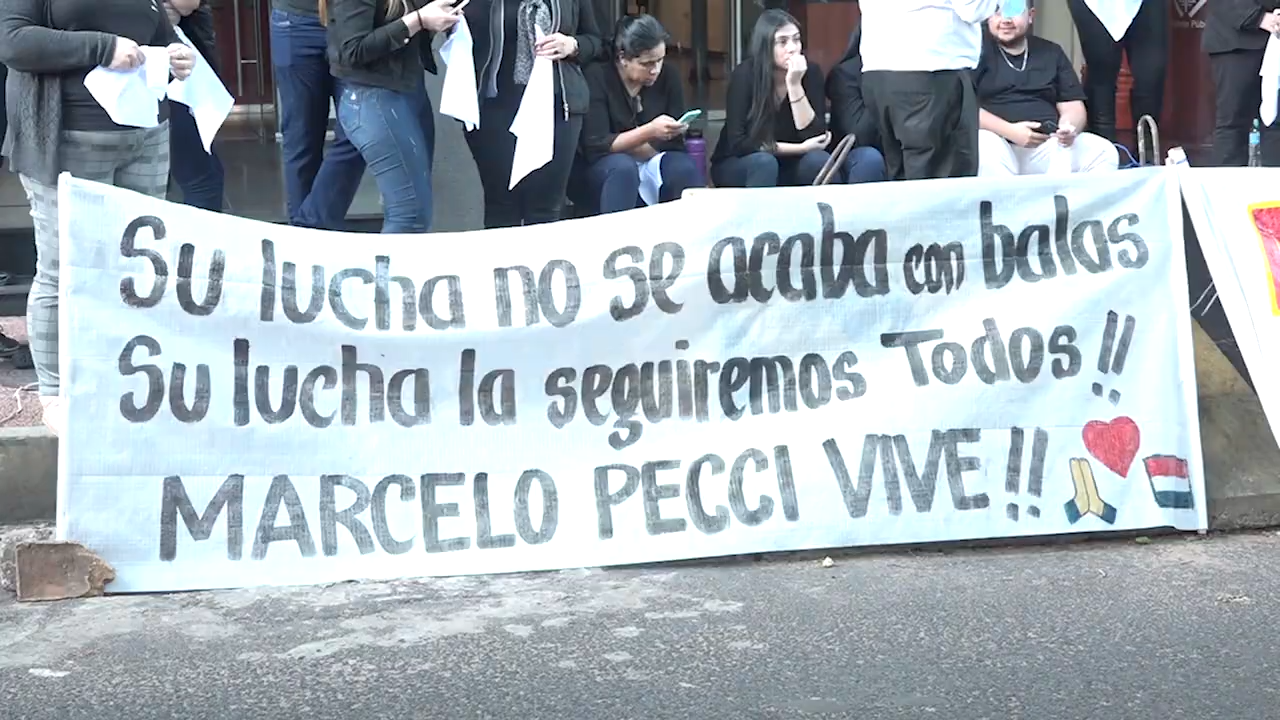 Su lucha no se acaba con balas
Su lucha la seguiremos Todos!!
MARCELO PECCI VIVE!!